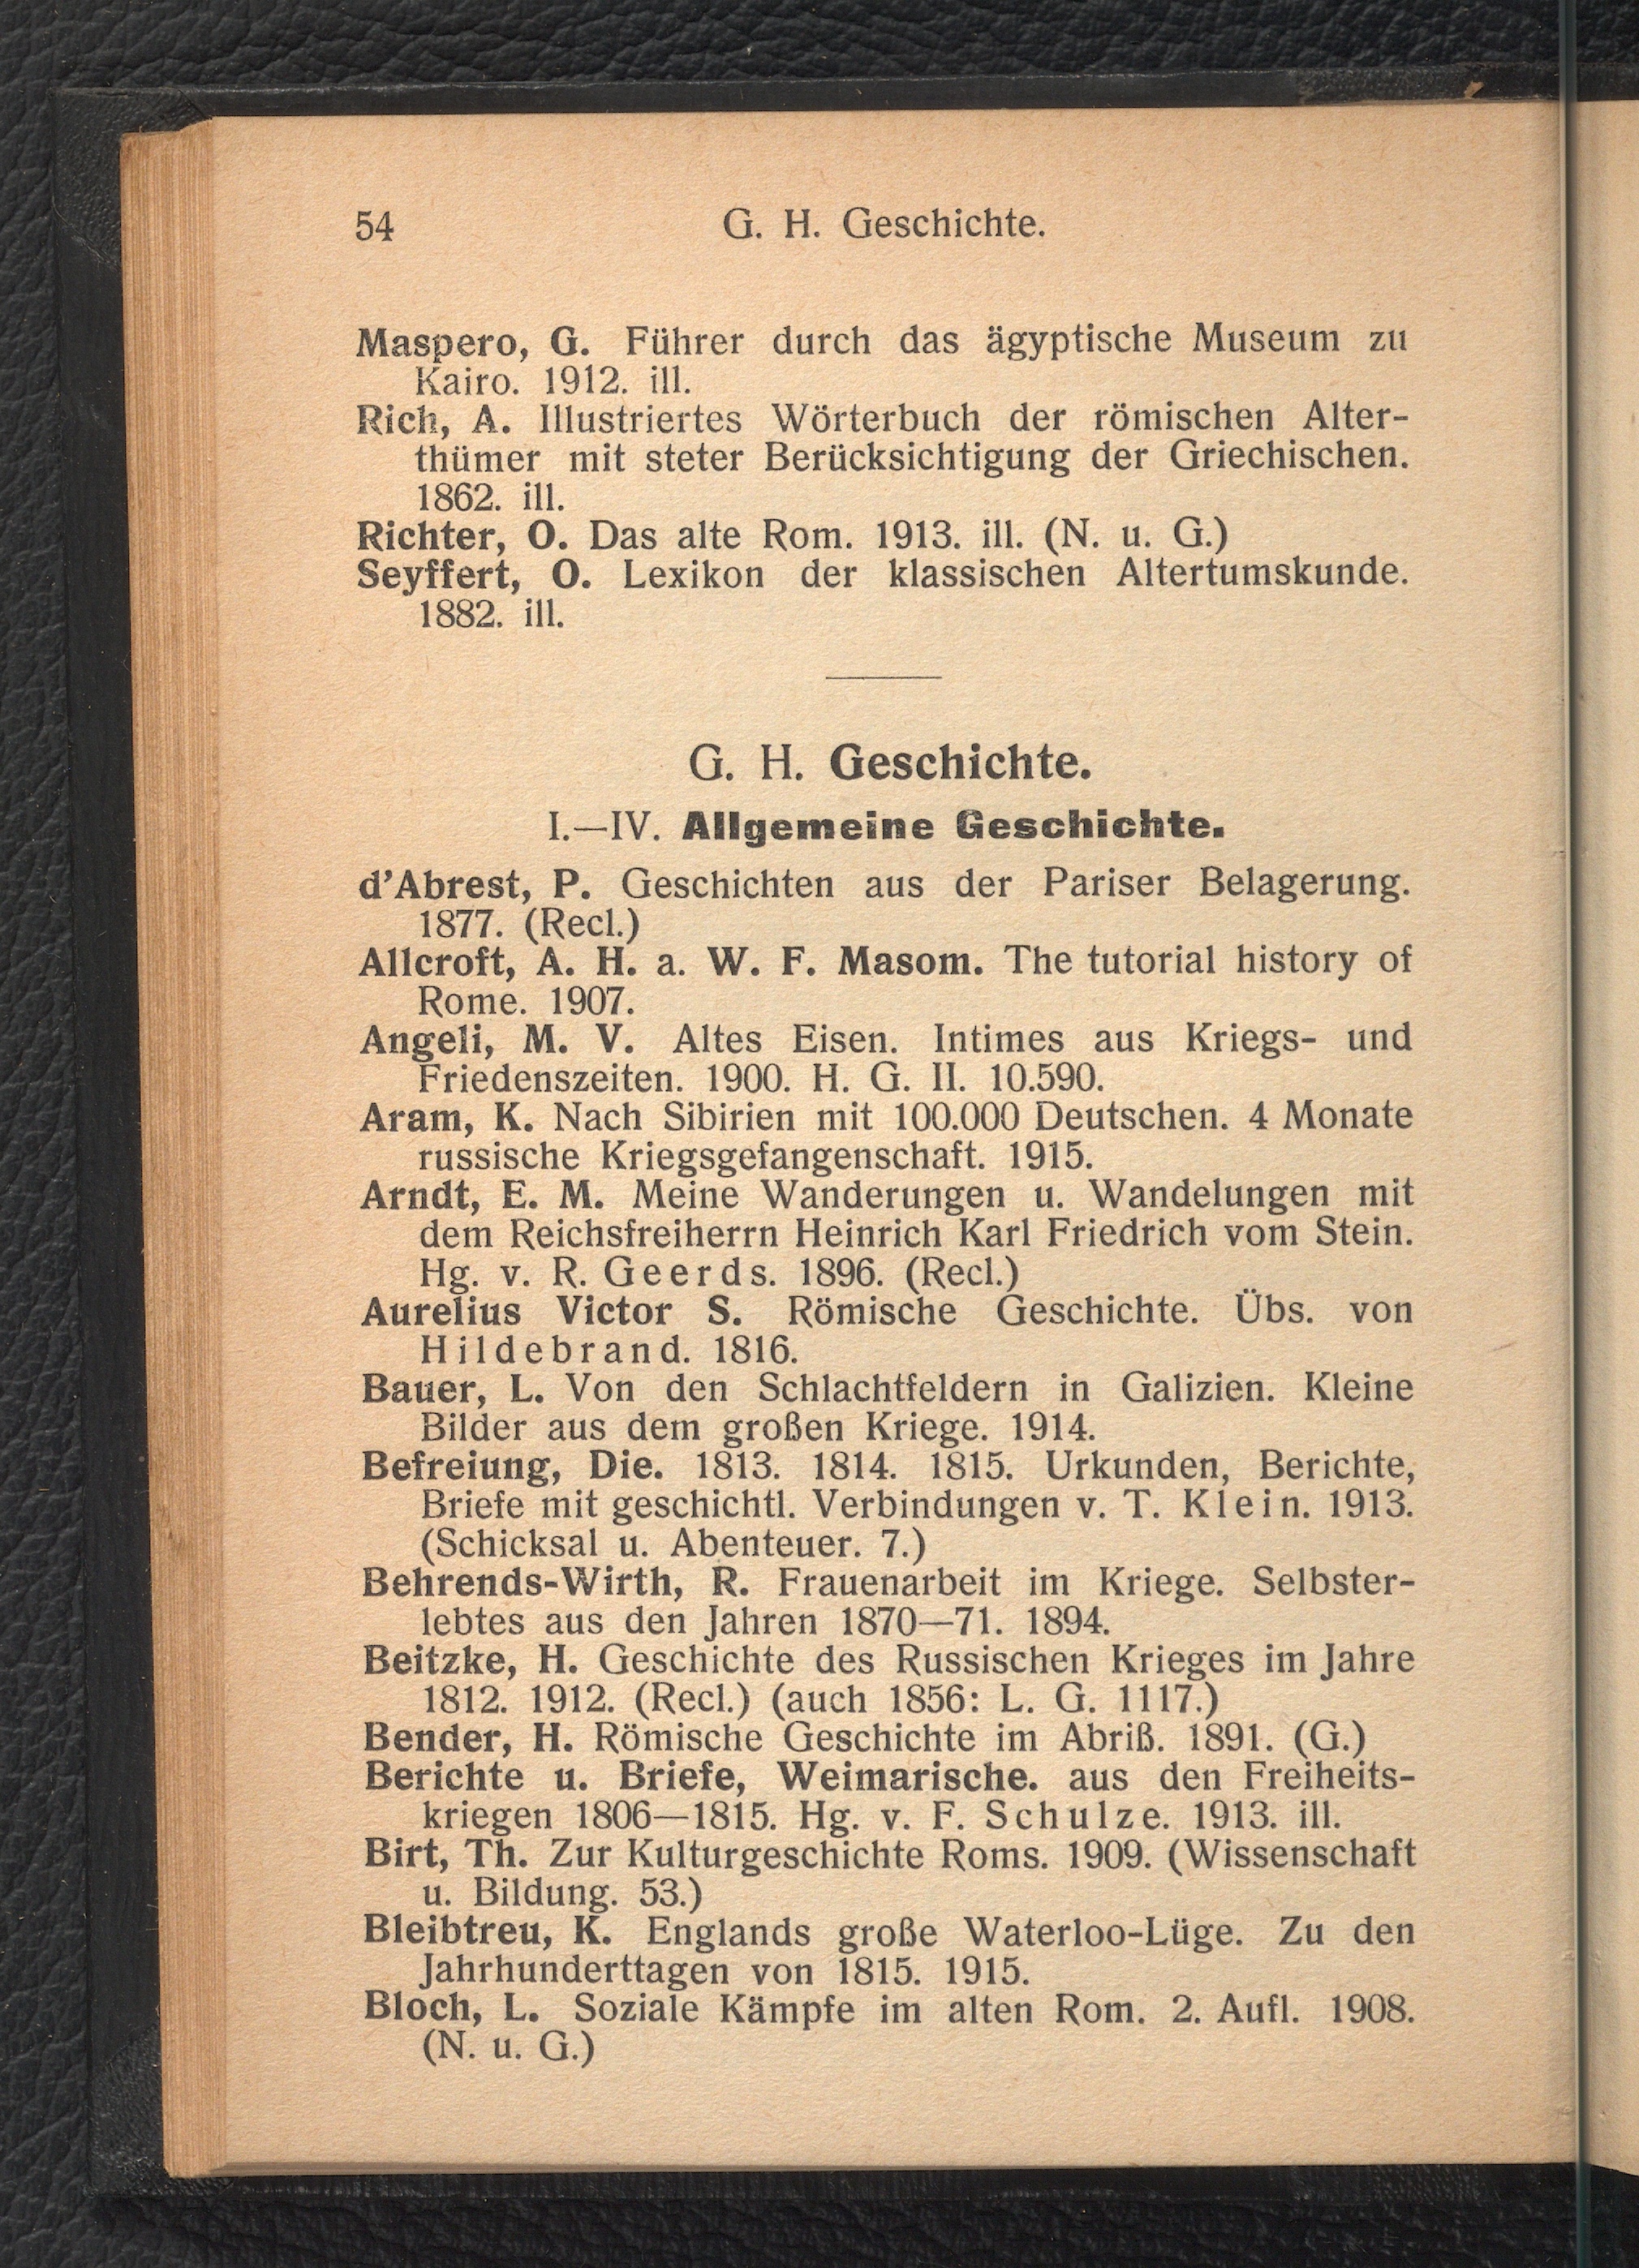 54
G. H. Geschichte.
Maspero, G. Führer durch das ägyptische Museum zu
Kairo. 1912. ill.
Rich, A. Illustriertes Wörterbuch der römischen Alter-
thümer mit steter Berücksichtigung der Griechischen.
1862. ill.
Richter, O. Das alte Rom. 1913. ill. (N. u. G.)
Seyffert, O. Lexikon der klassischen Altertumskunde.
1882. ill.
G. H. Geschichte.
I.—IV. Allgemeine Geschichte.
d'Abrest, P. Geschichten aus der Pariser Belagerung.
1877. (Recl.)
Allcroft, A. H. a. W. F. Masom. The tutorial history of
Rome. 1907.
Angeli, M. V. Altes Eisen. Intimes aus Kriegs- und
Friedenszeiten. 1900. H. G. II. 10.590.
Aram, K. Nach Sibirien mit 100.000 Deutschen. 4 Monate
russische Kriegsgefangenschaft. 1915.
Arndt, E. M. Meine Wanderungen u. Wandelungen mit
dem Reichsfreiherrn Heinrich Karl Friedrich vom Stein.
Hg. v. R. Geerds. 1896. (Recl.)
Aurelius Victor S. Römische Geschichte. Übs. von
Hildebrand. 1816.
Bauer, L. Von den Schlachtfeldern in Galizien. Kleine
Bilder aus dem großen Kriege. 1914.
Befreiung, Die. 1813. 1814. 1815. Urkunden, Berichte,
Briefe mit geschichtl. Verbindungen v. T. Klein. 1913.
(Schicksal u. Abenteuer. 7.)
Behrends-Wirth, R. Frauenarbeit im Kriege. Selbster-
lebtes aus den Jahren 1870—71. 1894.
Beitzke, H. Geschichte des Russischen Krieges im Jahre
1812. 1912. (Recl.) (auch 1856: L. G. 1117.)
Bender, H. Römische Geschichte im Abriß. 1891. (G.)
Berichte u. Briefe, Weimarische. aus den Freiheits-
kriegen 1806—1815. Hg. v. F. Schulze. 1913. ill.
Birt, Th. Zur Kulturgeschichte Roms. 1909. (Wissenschaft
u. Bildung. 53.)
Bleibtreu, K. Englands große Waterloo-Lüge. Zu den
Jahrhunderttagen von 1815. 1915.
Bloch, L. Soziale Kämpfe im alten Rom. 2. Aufl. 1908.
(N. u. G.)